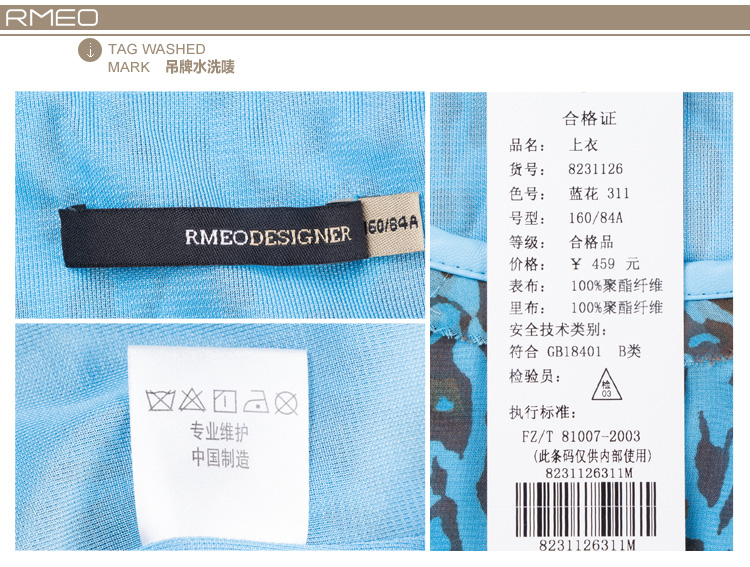 RMEO
TAG WASHED
MARK 吊牌水洗唛
RMEODESIGNER
160/84A
专业维护
中国制造
合格证
品名: 上衣
货号: 8231126
色号: 蓝花 311
号型: 160/84A
等级: 合格品
价格: ¥ 459 元
表布: 100%聚酯纤维
里布: 100%聚酯纤维
安全技术类别:
符合 GB18401 B类
检验员: 检 03
执行标准:
FZ/T 81007-2003
(此条码仅供内部使用)
8231126311M
8231126311M